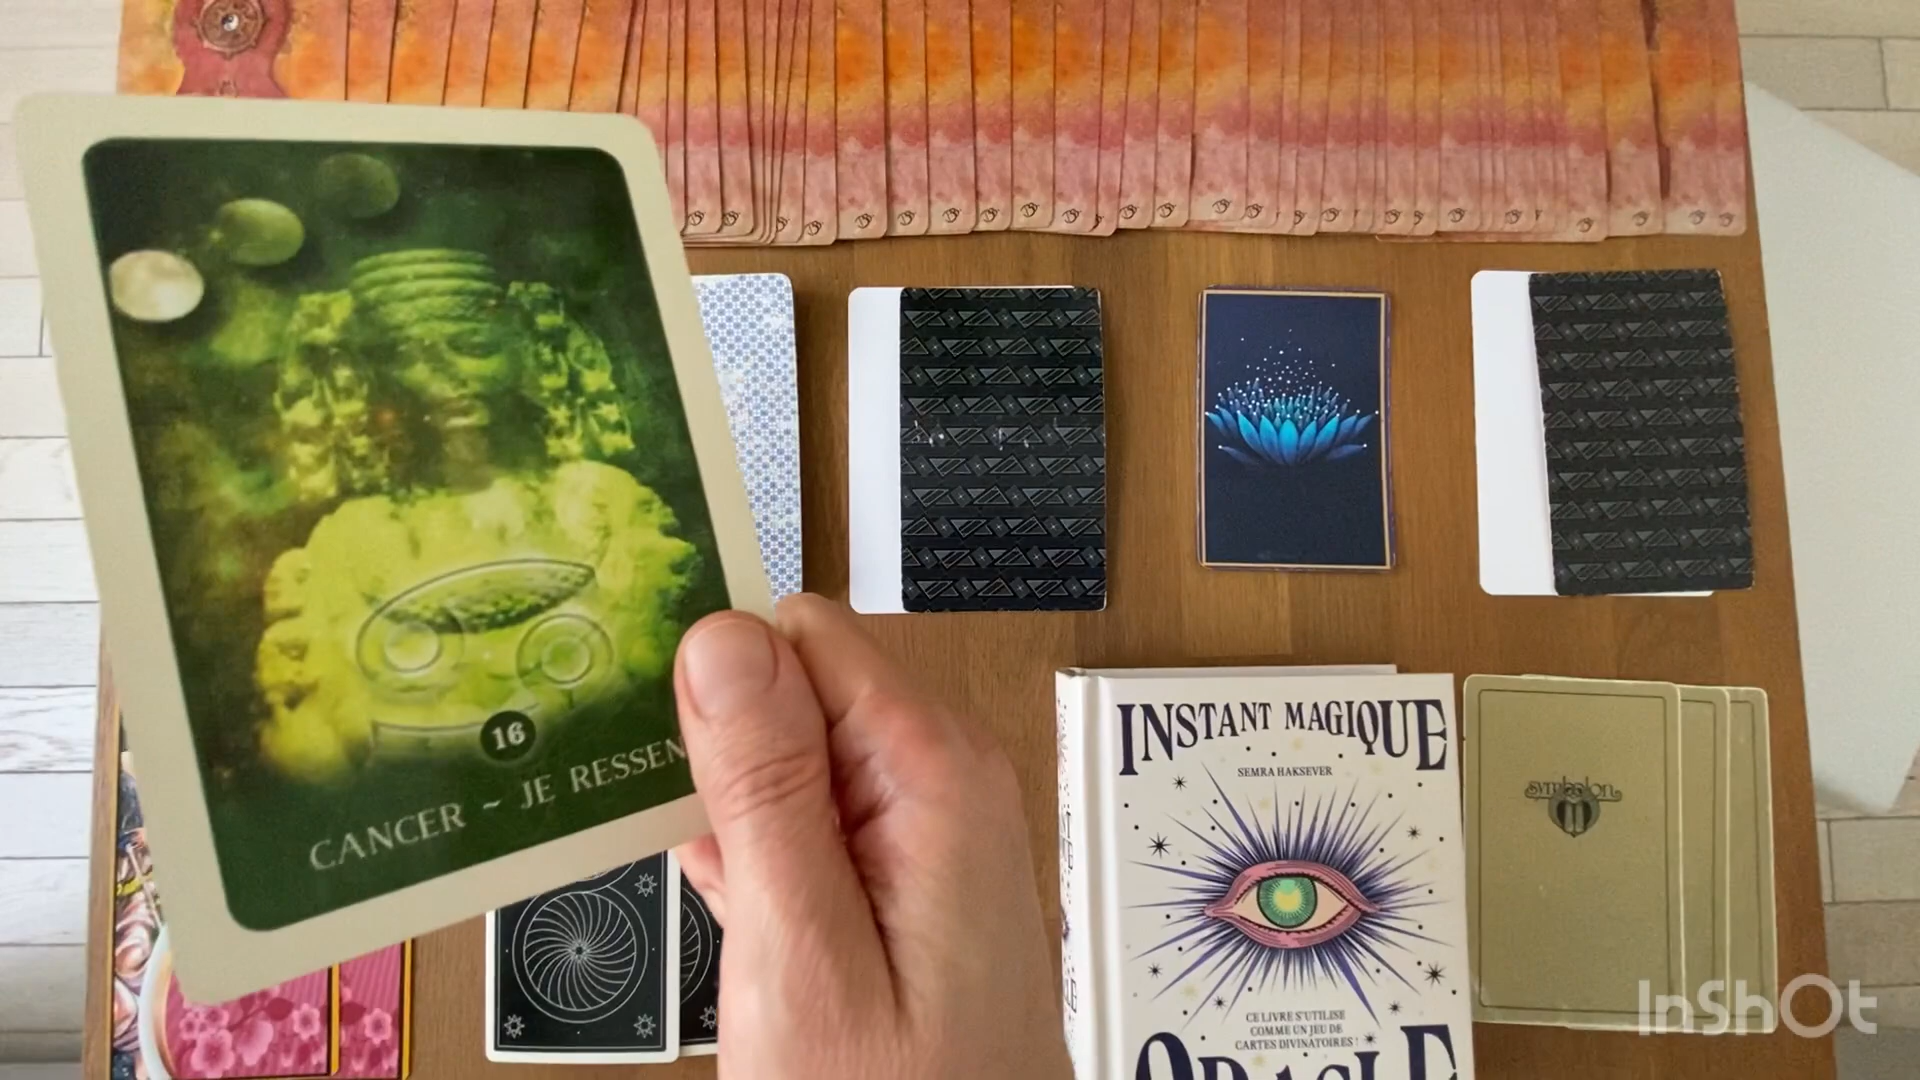 16
CANCER ~ JE RESSEN
INSTANT MAGIQUE
SEMRA HAKSEVER
CE LIVRE S'UTILISE
COMME UN JEU DE
CARTES DIVINATOIRES !
ORACLE
symbolon
InShOt